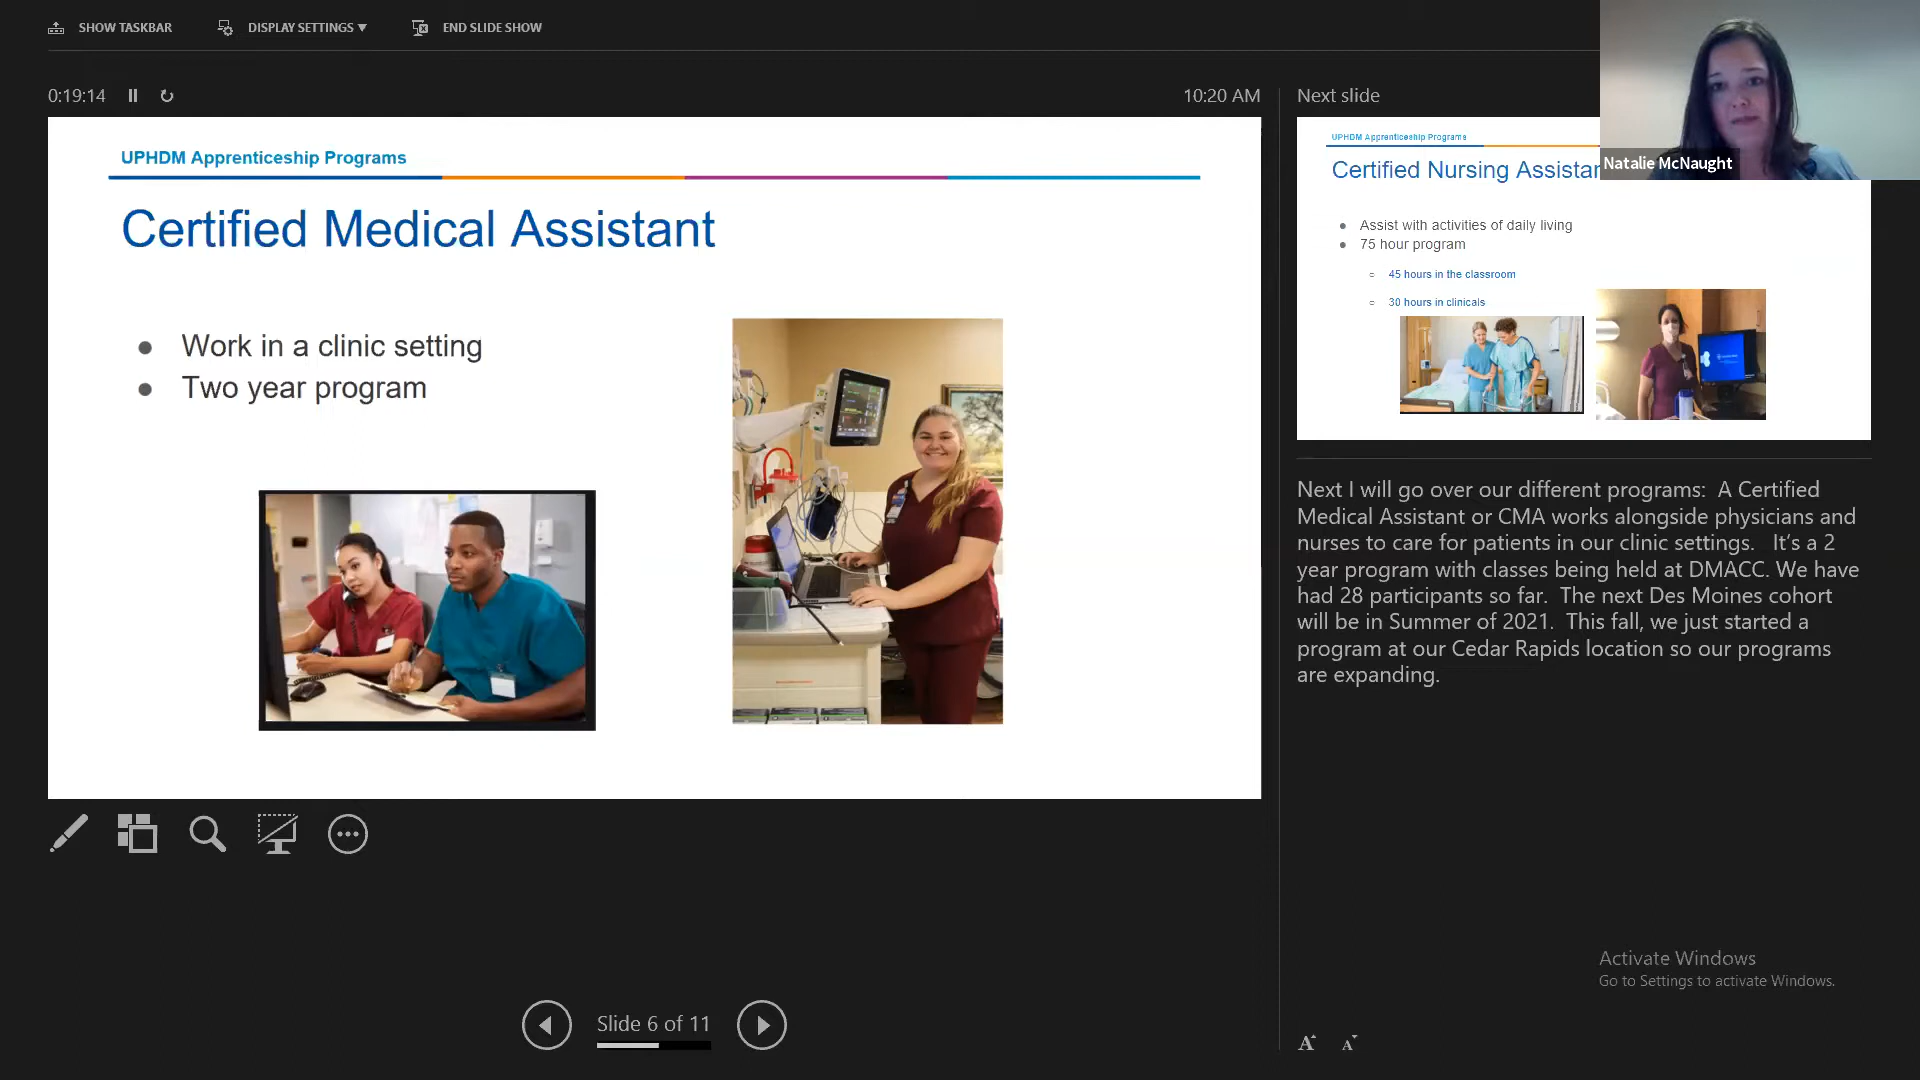 SHOW TASKBAR
DISPLAY SETTINGS
END SLIDE SHOW
0:19:14
10:20 AM
UPHDM Apprenticeship Programs
Certified Medical Assistant
Work in a clinic setting
Two year program
Slide 6 of 11
Next slide
Natalie McNaught
UPHDM Apprenticeship Programs
Certified Nursing
Assist with activities of daily living
75 hour program
45 hours in the classroom
30 hours in clinicals
Next I will go over our different programs: A Certified
Medical Assistant or CMA works alongside physicians and
nurses to care for patients in our clinic settings. It's a 2
year program with classes being held at DMACC. We have
had 28 participants so far. The next Des Moines cohort
will be in Summer of 2021. This fall, we just started a
program at our Cedar Rapids location so our programs
are expanding.
Activate Windows
Go to Settings to activate Windows.
A A